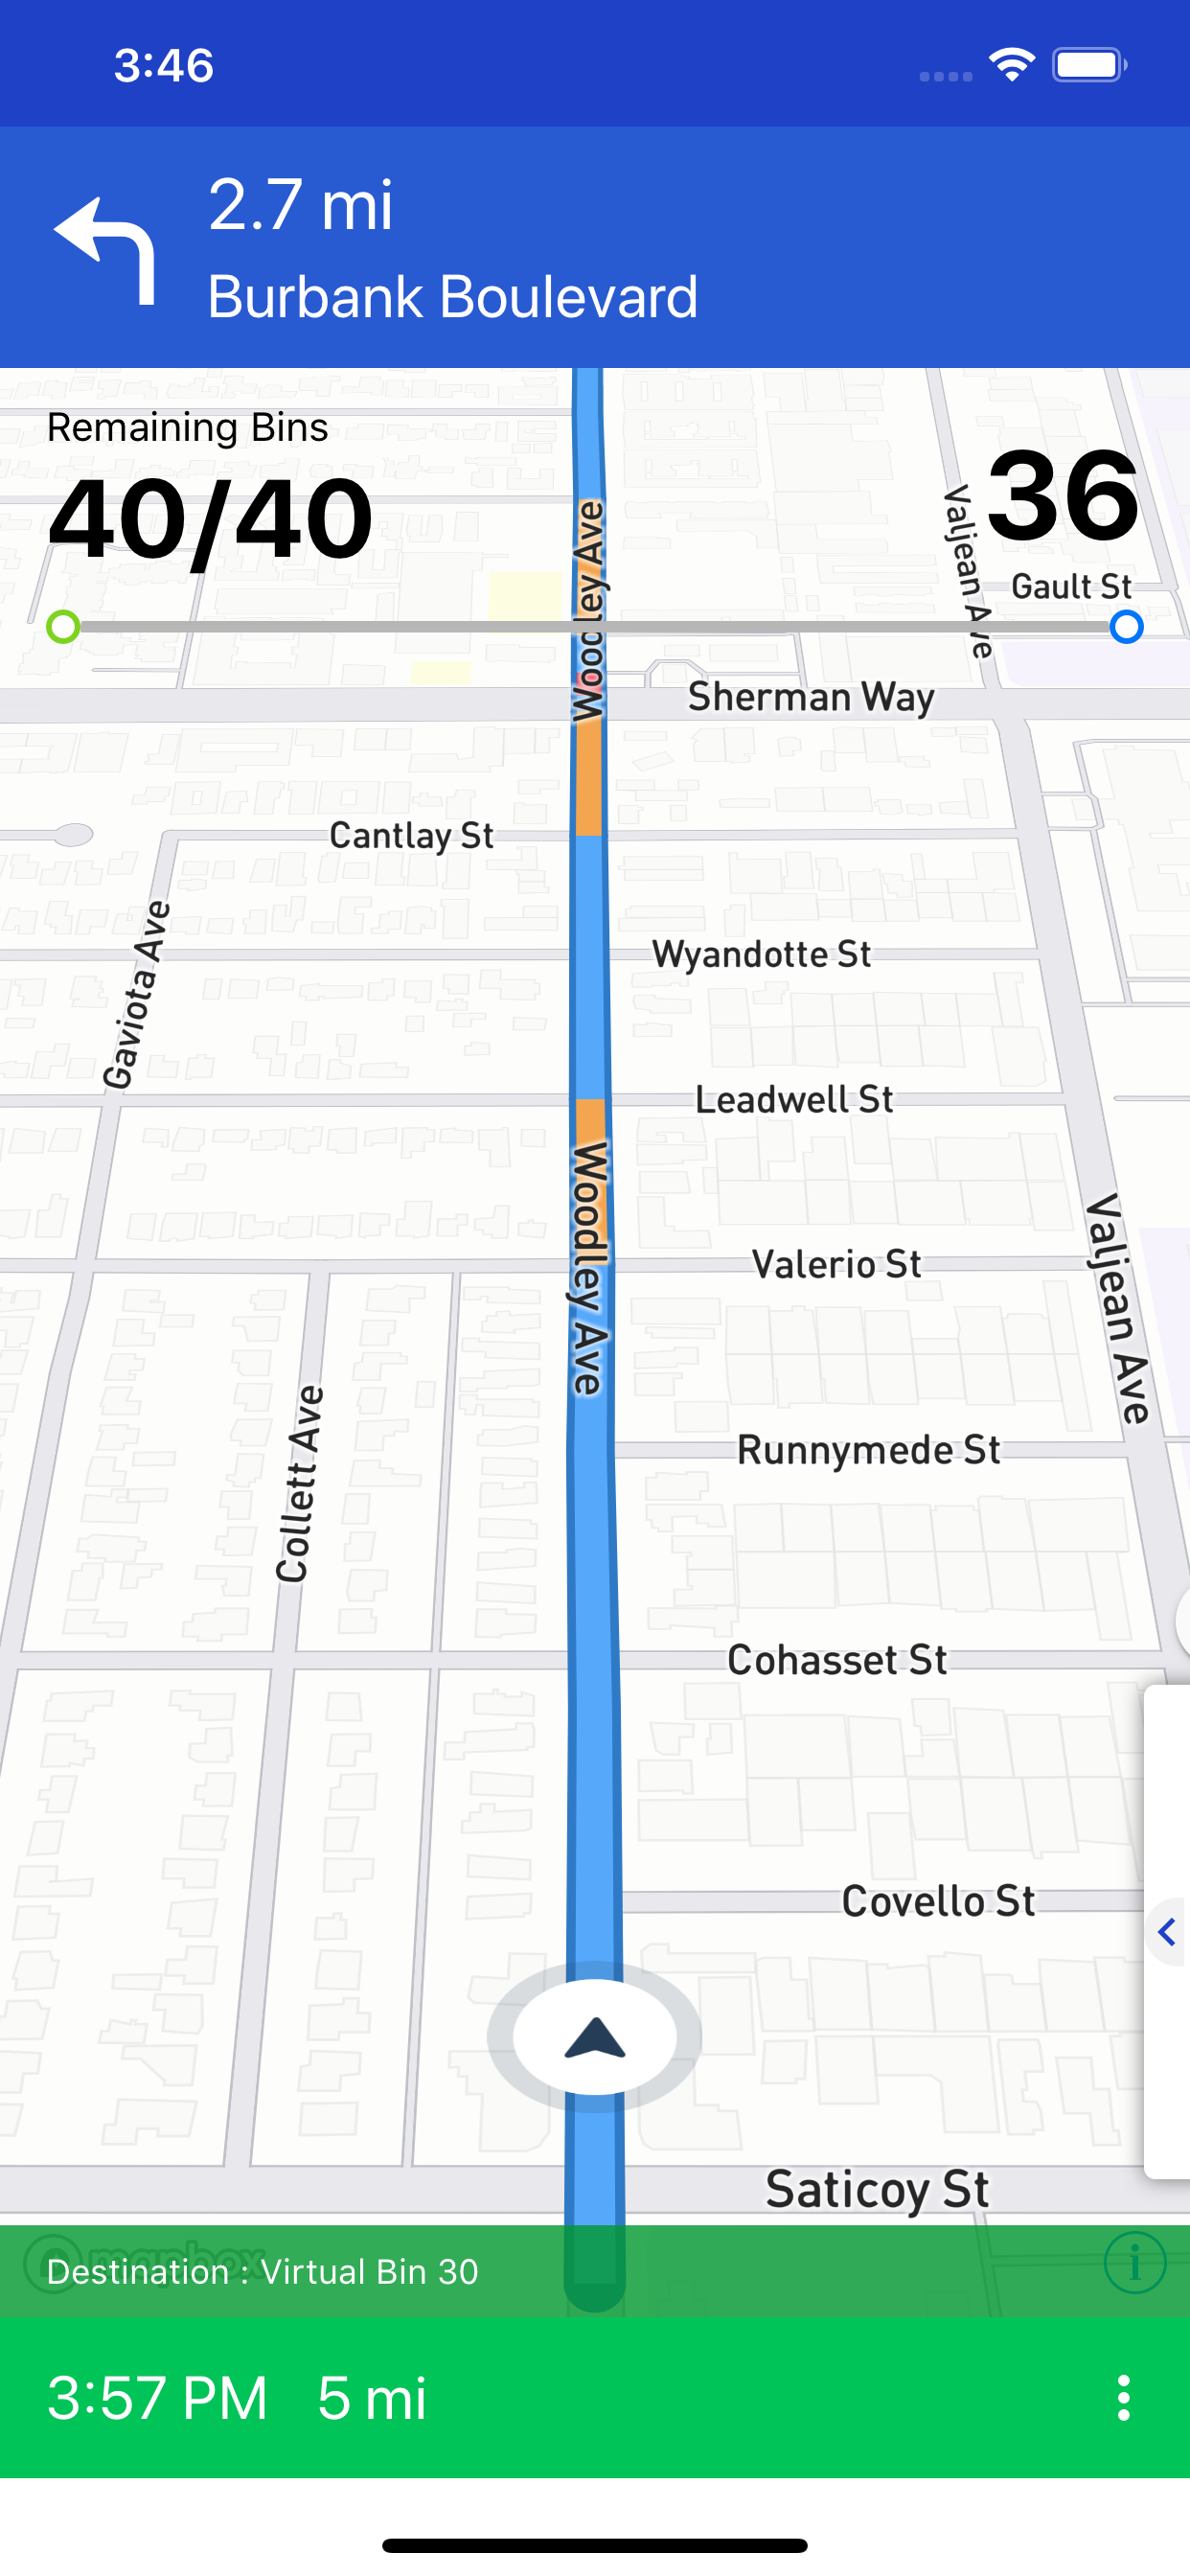 3:46
2.7 mi
Burbank Boulevard
Remaining Bins
40/40
36
Woodley Ave
Valjean Ave
Gault St
Sherman Way
Cantlay St
Gaviota Ave
Wyandotte St
Leadwell St
Woodley Ave
Valerio St
Valjean Ave
Collett Ave
Runnymede St
Cohasset St
Covello St
Saticoy St
mapbox
Destination : Virtual Bin 30
i
3:57 PM 5 mi